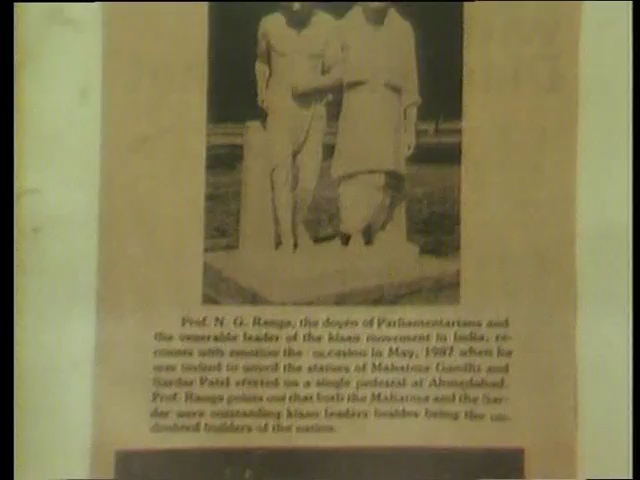 Prof. N. G. Ranga, the doyen of Parliamentarians and
the venerable leader of the kisan movement in India, re-
counts with emotion the occasion in May, 1987 when he
was invited to unveil the statues of Mahatma Gandhi and
Sardar Patel erected on a single pedestal at Ahmedabad.
Prof. Ranga points out that both the Mahatma and the Sar-
dar were outstanding kisan leaders besides being the un-
doubted builders of the nation.